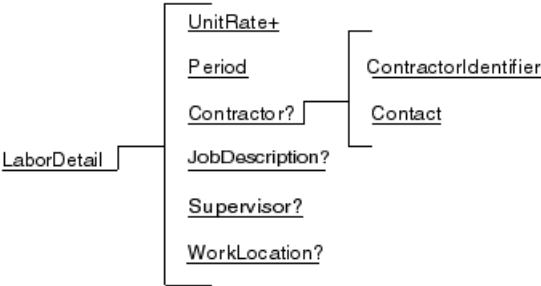 UnitRate+
Period
ContractorIdentifier
Contractor?
Contact
LaborDetail
JobDescription?
Supervisor?
WorkLocation?